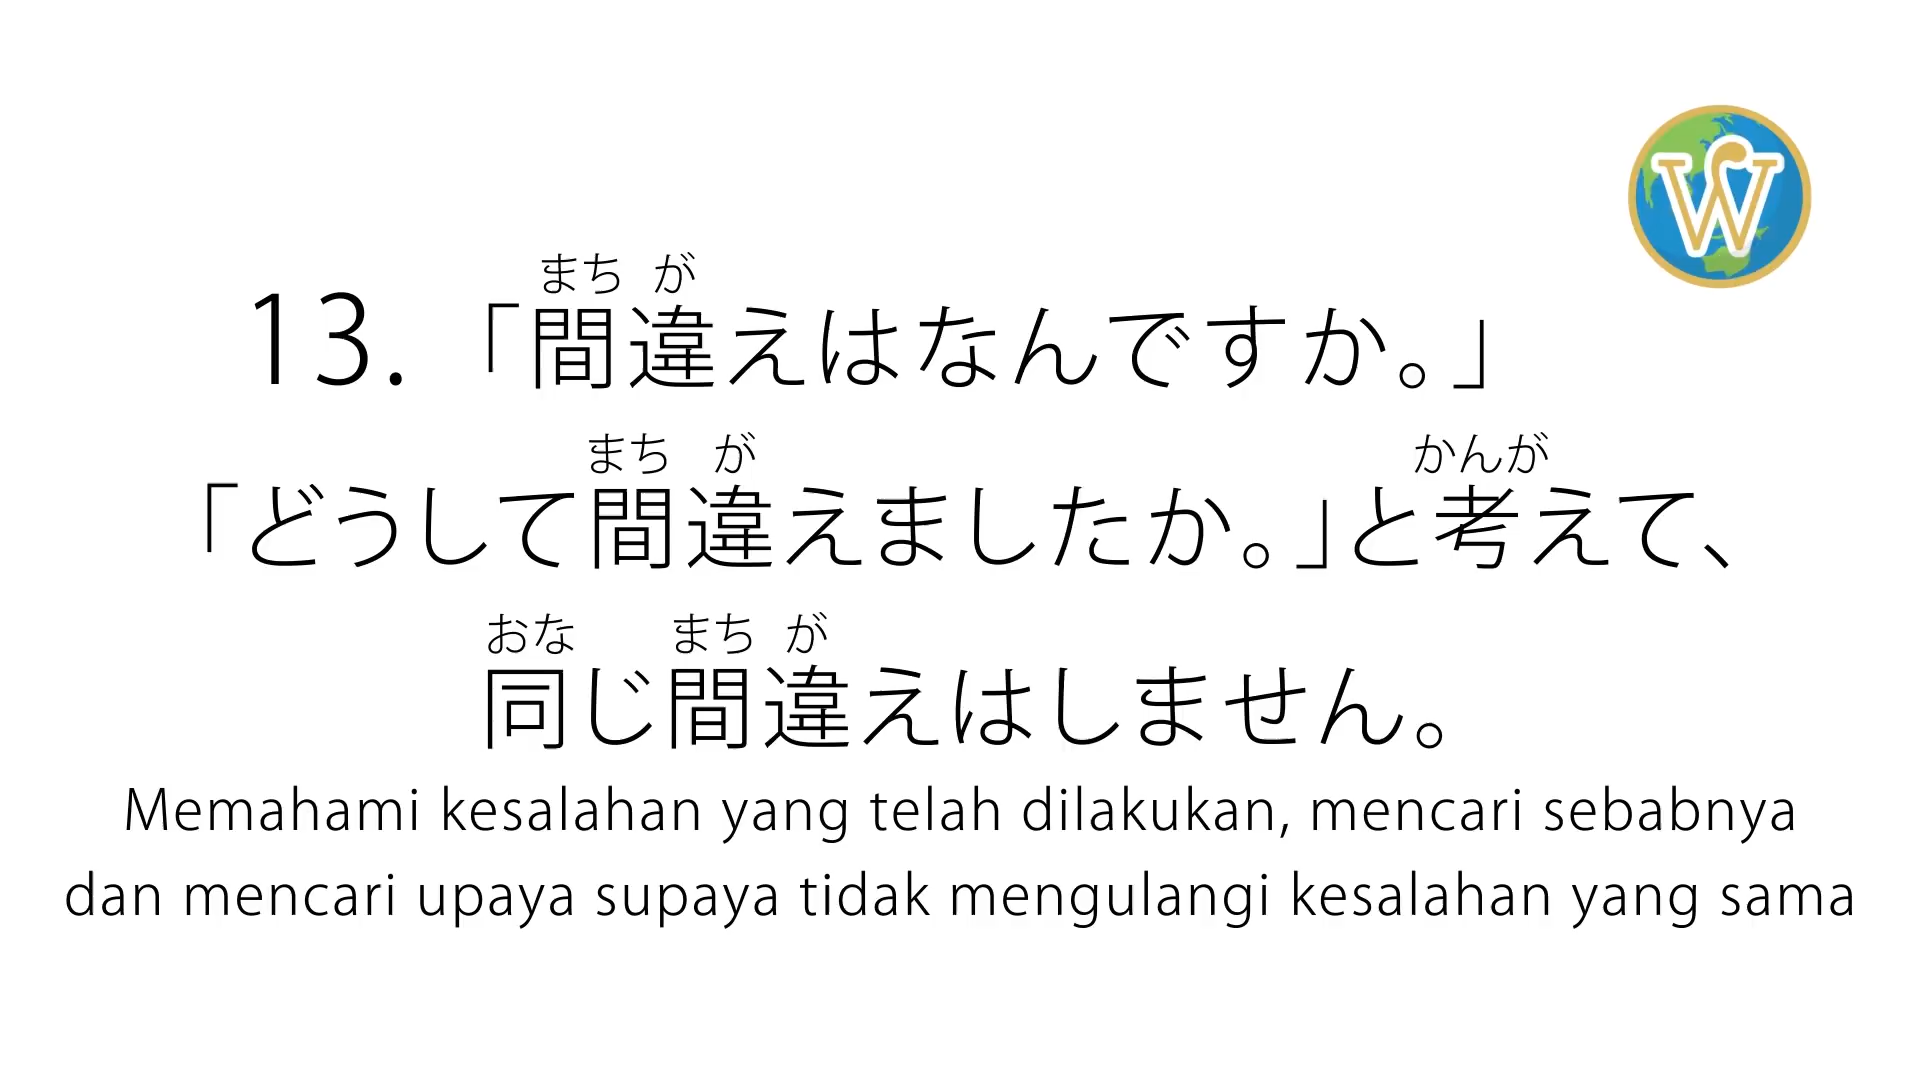 まち が
13.「間違えはなんですか。」
まち が かんが
「どうして間違えましたか。」と考えて、
おな まち が
同じ間違えはしません。
Memahami kesalahan yang telah dilakukan, mencari sebabnya
dan mencari upaya supaya tidak mengulangi kesalahan yang sama
W